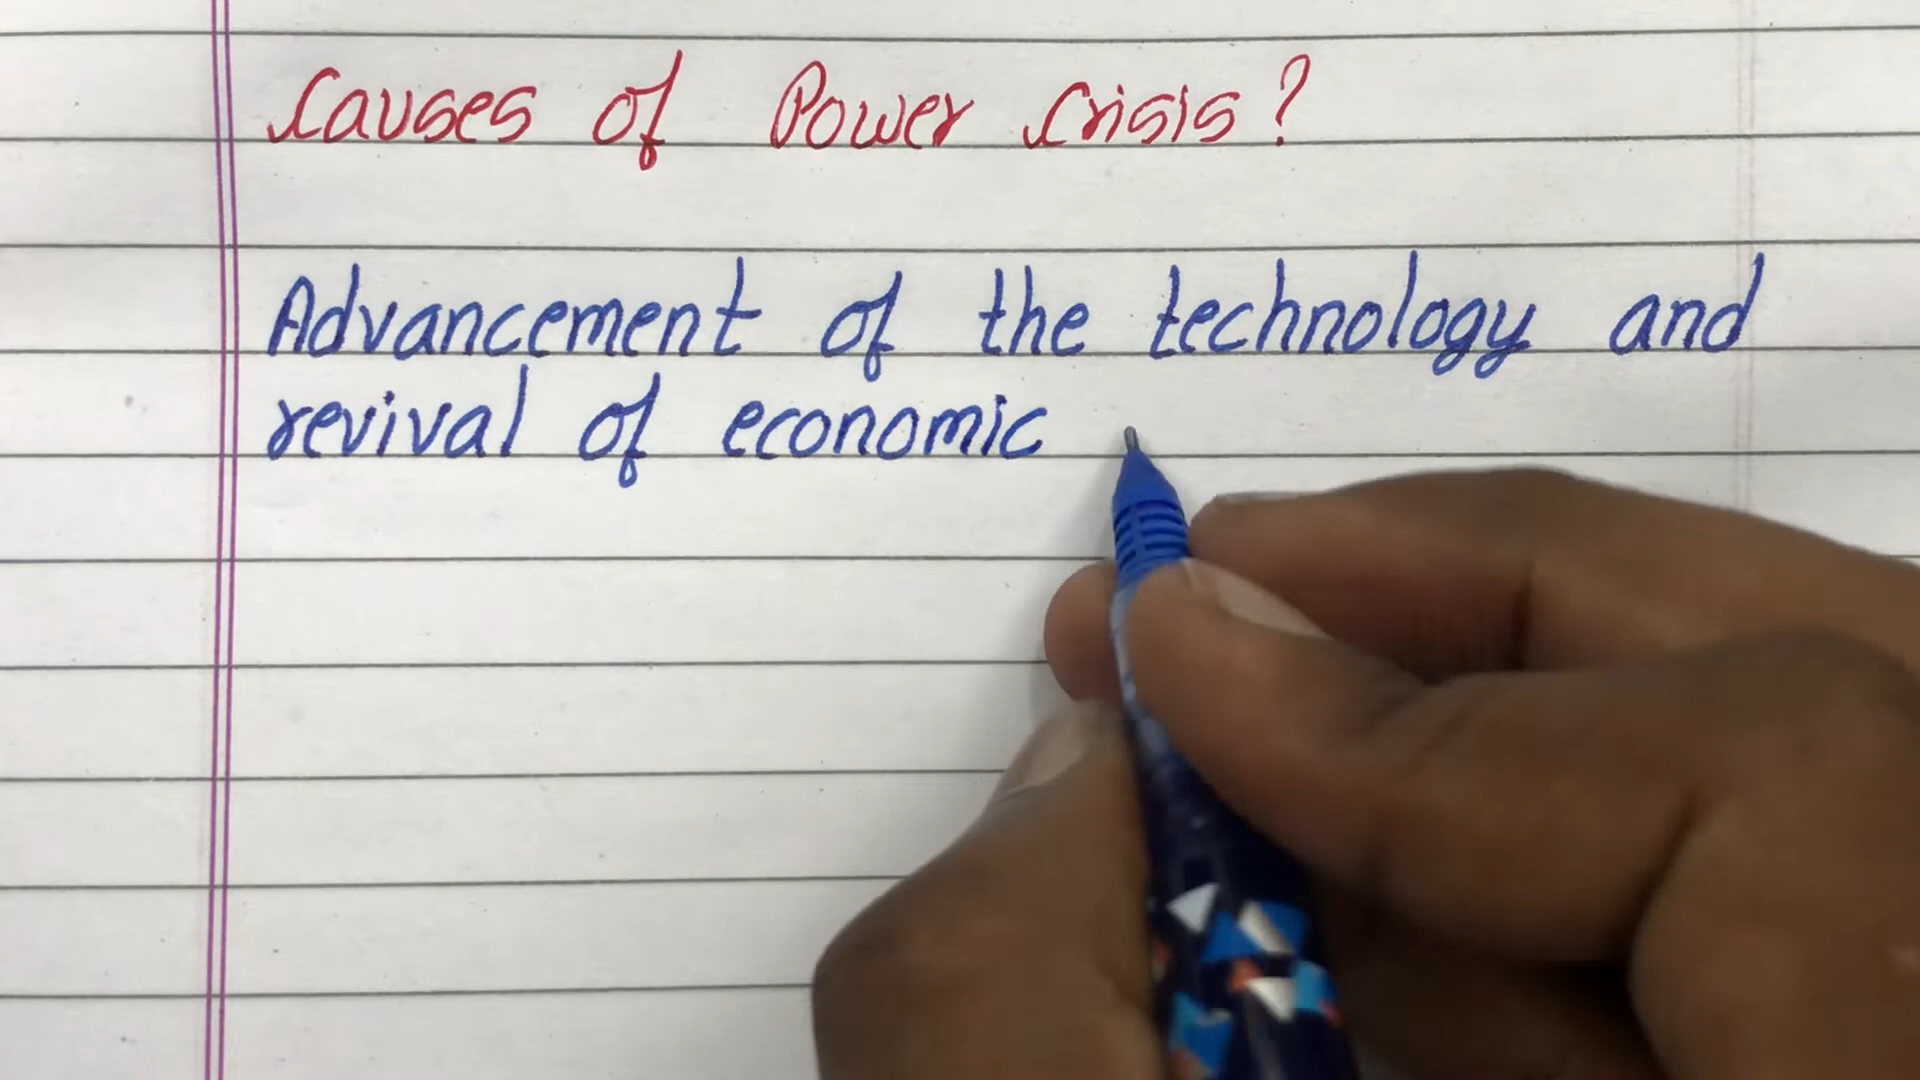 Causes of Power Crisis?
Advancement of the technology and
revival of economic